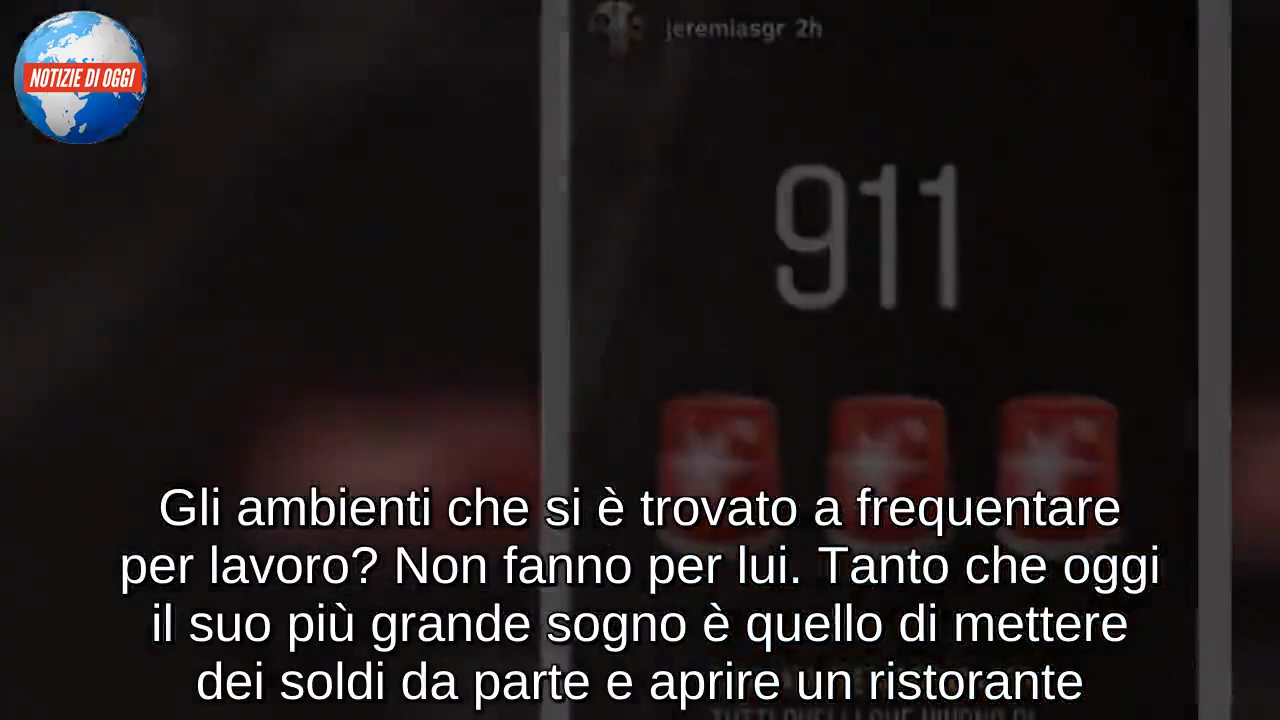 NOTIZIE DI OGGI
jeremiasgr 2h
911
Gli ambienti che si è trovato a frequentare
per lavoro? Non fanno per lui. Tanto che oggi
il suo più grande sogno è quello di mettere
dei soldi da parte e aprire un ristorante